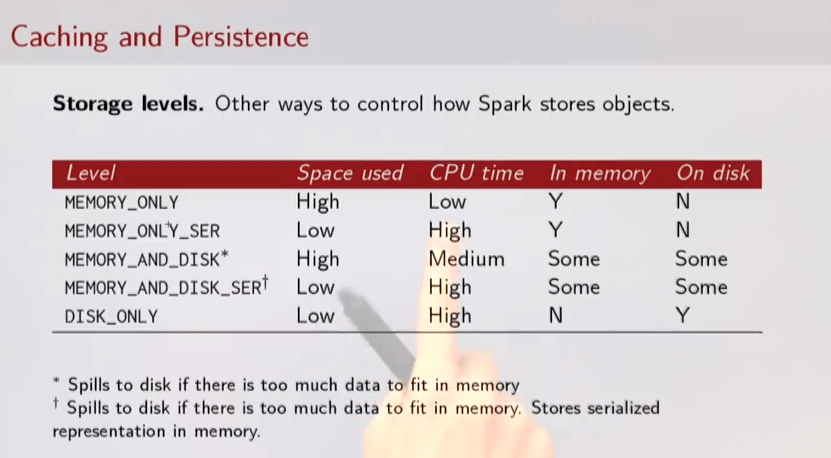 Caching and Persistence
Storage levels. Other ways to control how Spark stores objects.
Level Space used CPU time In memory On disk
MEMORY_ONLY High Low Y N
MEMORY_ONLY_SER Low High Y N
MEMORY_AND_DISK* High Medium Some Some
MEMORY_AND_DISK_SER† Low High Some Some
DISK_ONLY Low High N Y
* Spills to disk if there is too much data to fit in memory
† Spills to disk if there is too much data to fit in memory. Stores serialized
representation in memory.